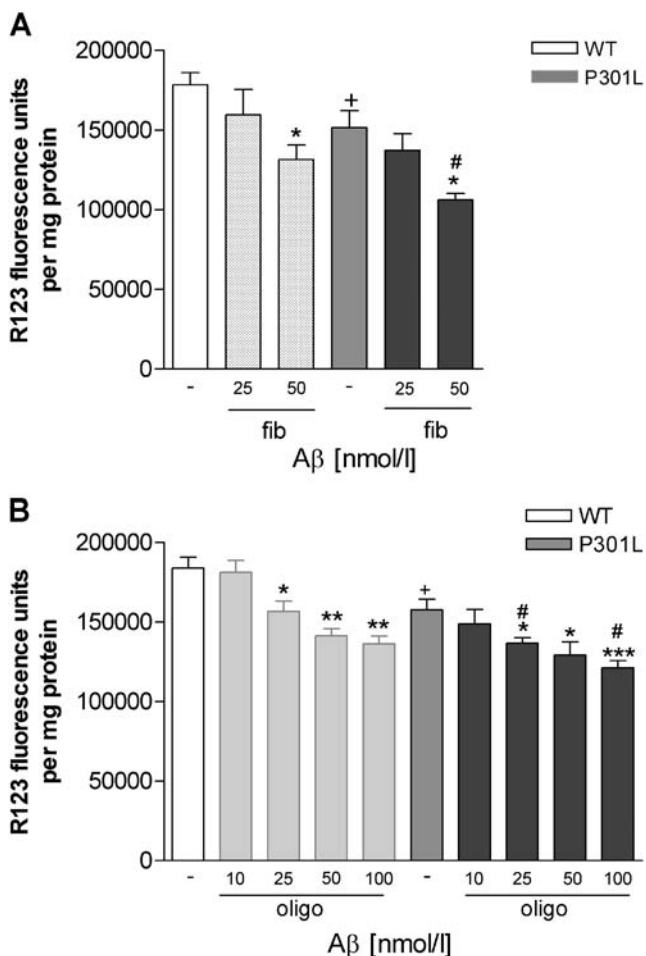 A
WT
P301L
R123 fluorescence units
per mg protein
200000
150000
100000
50000
0
*
+
#
*
- 25 50 - 25 50
fib fib
Aβ [nmol/l]
B
WT
P301L
R123 fluorescence units
per mg protein
200000
150000
100000
50000
0
* ** **
+
#
* *
#
***
- 10 25 50 100 - 10 25 50 100
oligo oligo
Aβ [nmol/l]